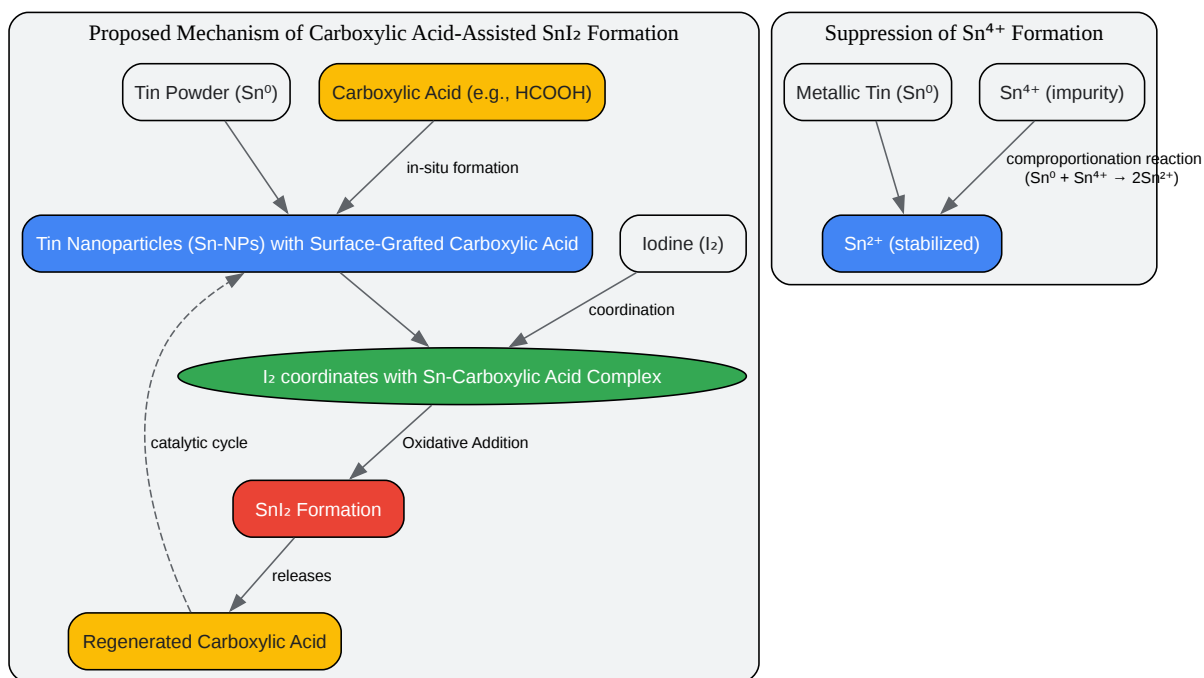 Proposed Mechanism of Carboxylic Acid-Assisted SnI₂ Formation
Tin Powder (Sn⁰)
Carboxylic Acid (e.g., HCOOH)
in-situ formation
Tin Nanoparticles (Sn-NPs) with Surface-Grafted Carboxylic Acid
Iodine (I₂)
coordination
I₂ coordinates with Sn-Carboxylic Acid Complex
catalytic cycle
Oxidative Addition
SnI₂ Formation
releases
Regenerated Carboxylic Acid
Suppression of Sn⁴⁺ Formation
Metallic Tin (Sn⁰)
Sn⁴⁺ (impurity)
comproportionation reaction
(Sn⁰ + Sn⁴⁺ → 2Sn²⁺)
Sn²⁺ (stabilized)